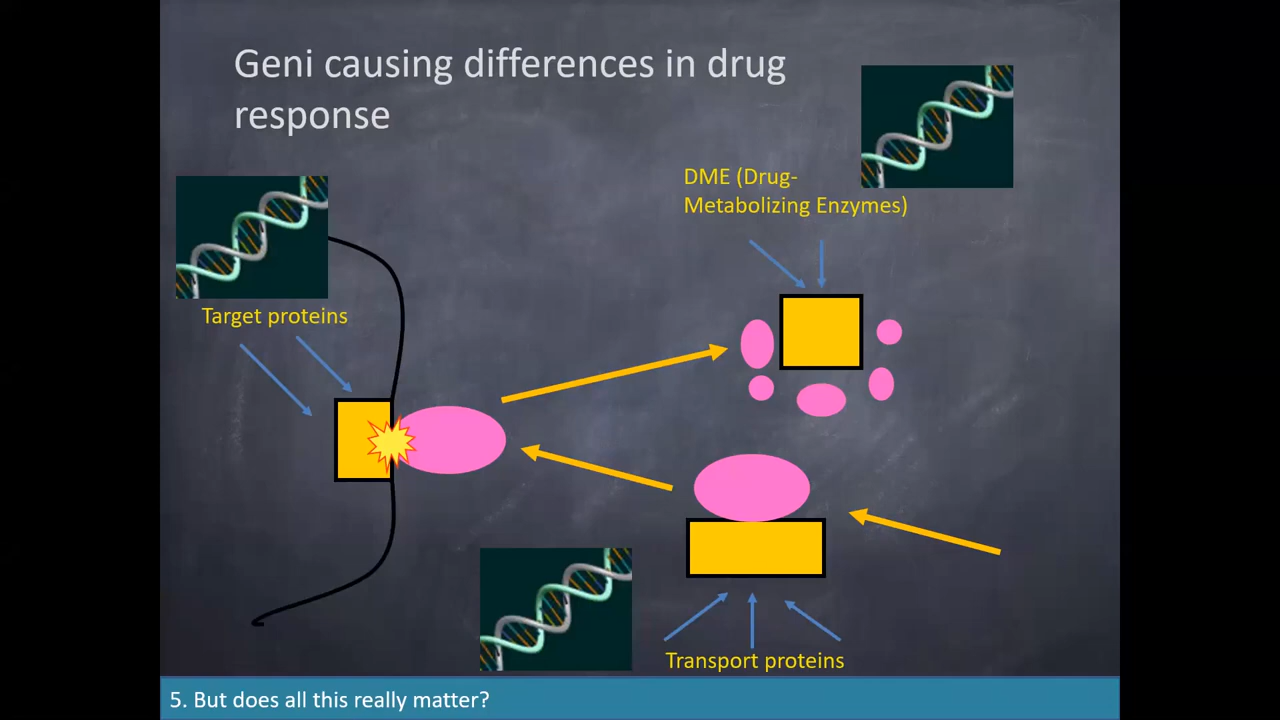 Geni causing differences in drug
response
DME (Drug-
Metabolizing Enzymes)
Target proteins
Transport proteins
5. But does all this really matter?